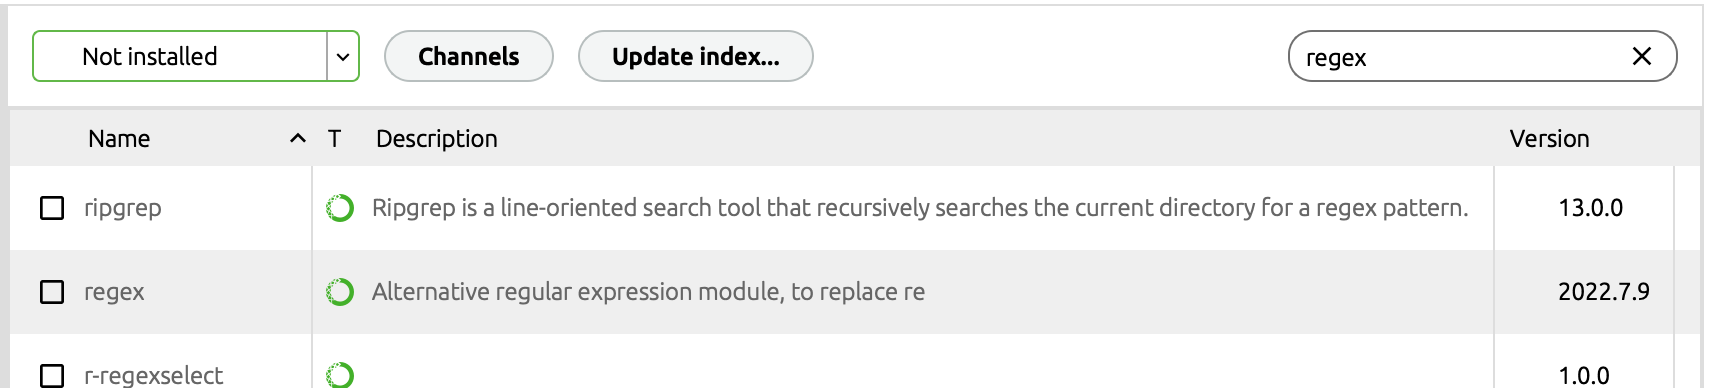 Not installed Channels Update index... regex
Name T Description Version
ripgrep Ripgrep is a line-oriented search tool that recursively searches the current directory for a regex pattern. 13.0.0
regex Alternative regular expression module, to replace re 2022.7.9
r-regexselect 1.0.0